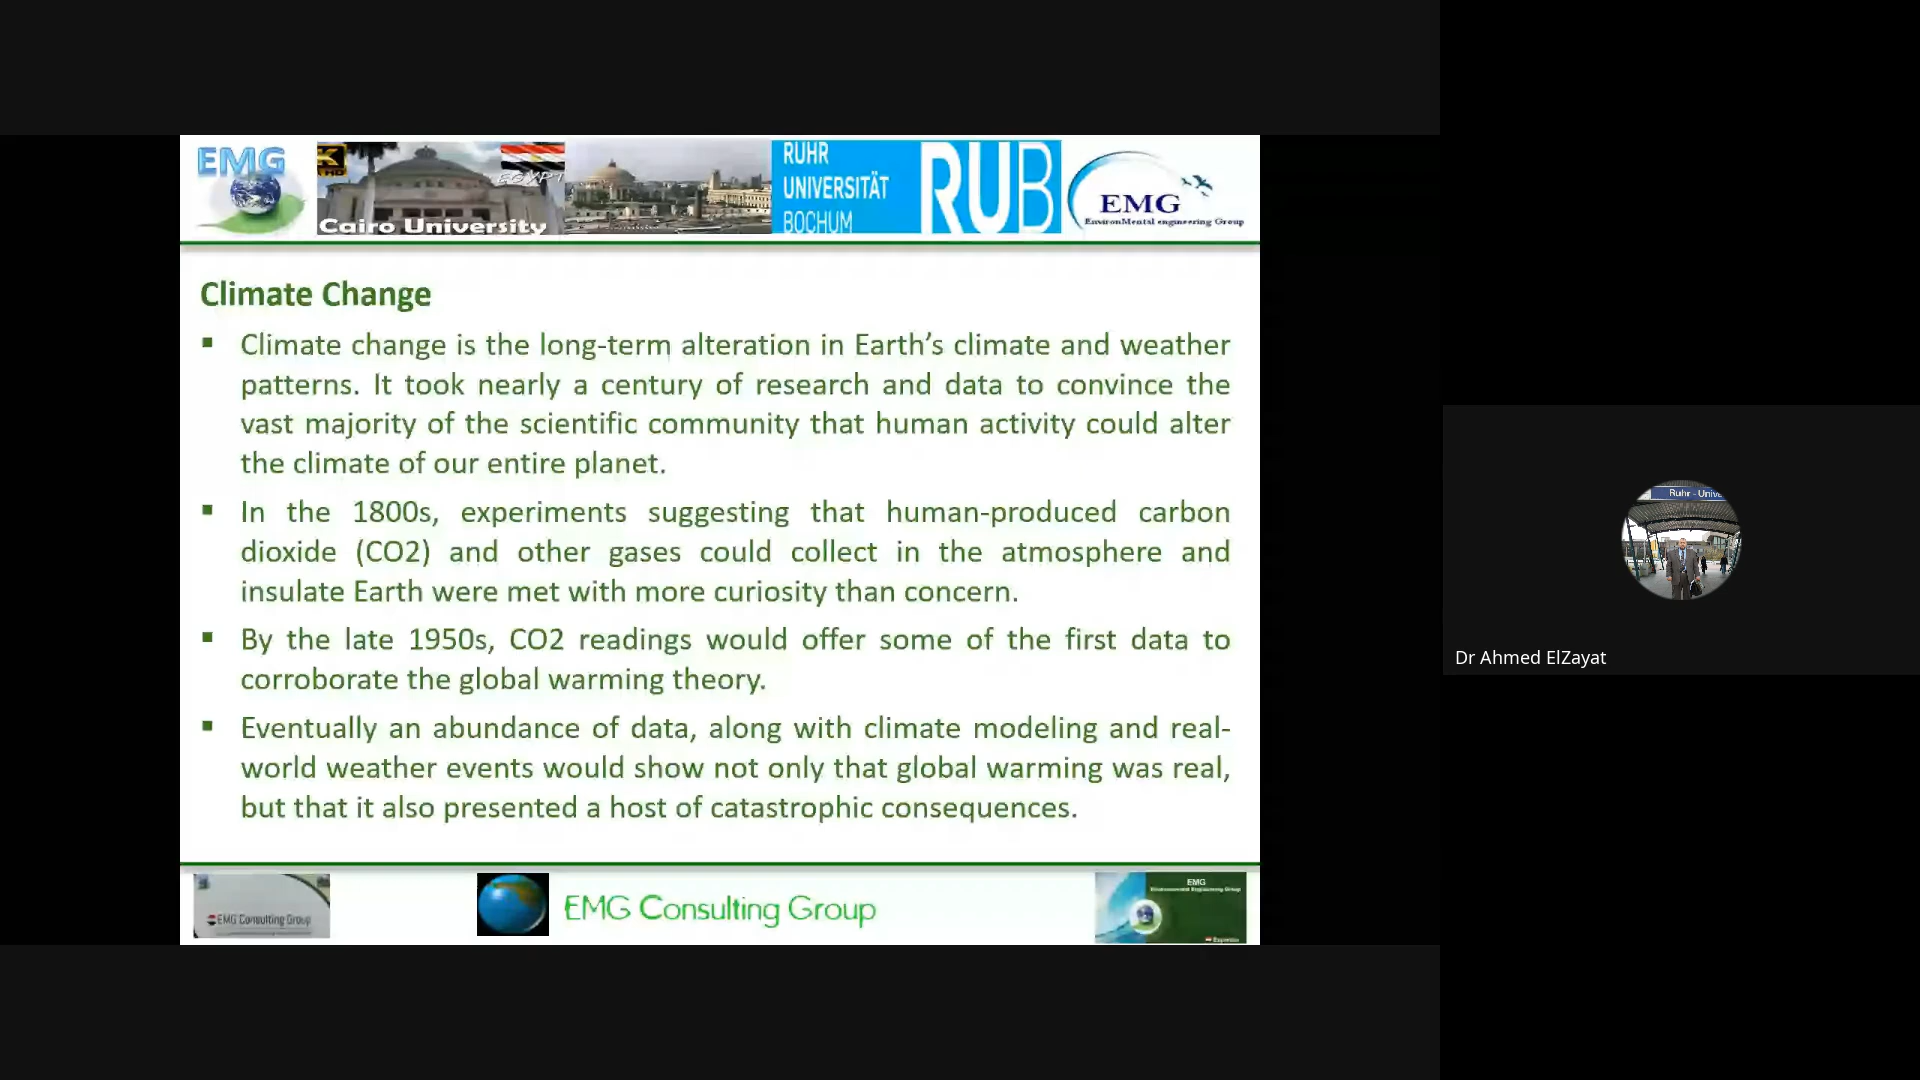 EMG
K
HD
EGYPT
Cairo University
RUHR
UNIVERSITÄT
BOCHUM
RUB
EMG
EnvironMental engineering Group
Climate Change
▪ Climate change is the long-term alteration in Earth’s climate and weather
patterns. It took nearly a century of research and data to convince the
vast majority of the scientific community that human activity could alter
the climate of our entire planet.
▪ In the 1800s, experiments suggesting that human-produced carbon
dioxide (CO2) and other gases could collect in the atmosphere and
insulate Earth were met with more curiosity than concern.
▪ By the late 1950s, CO2 readings would offer some of the first data to
corroborate the global warming theory.
▪ Eventually an abundance of data, along with climate modeling and real-
world weather events would show not only that global warming was real,
but that it also presented a host of catastrophic consequences.
Ruhr - Unive
Dr Ahmed ElZayat
EMG Consulting Group
EMG Consulting Group
EMG
Environmental Engineering Group